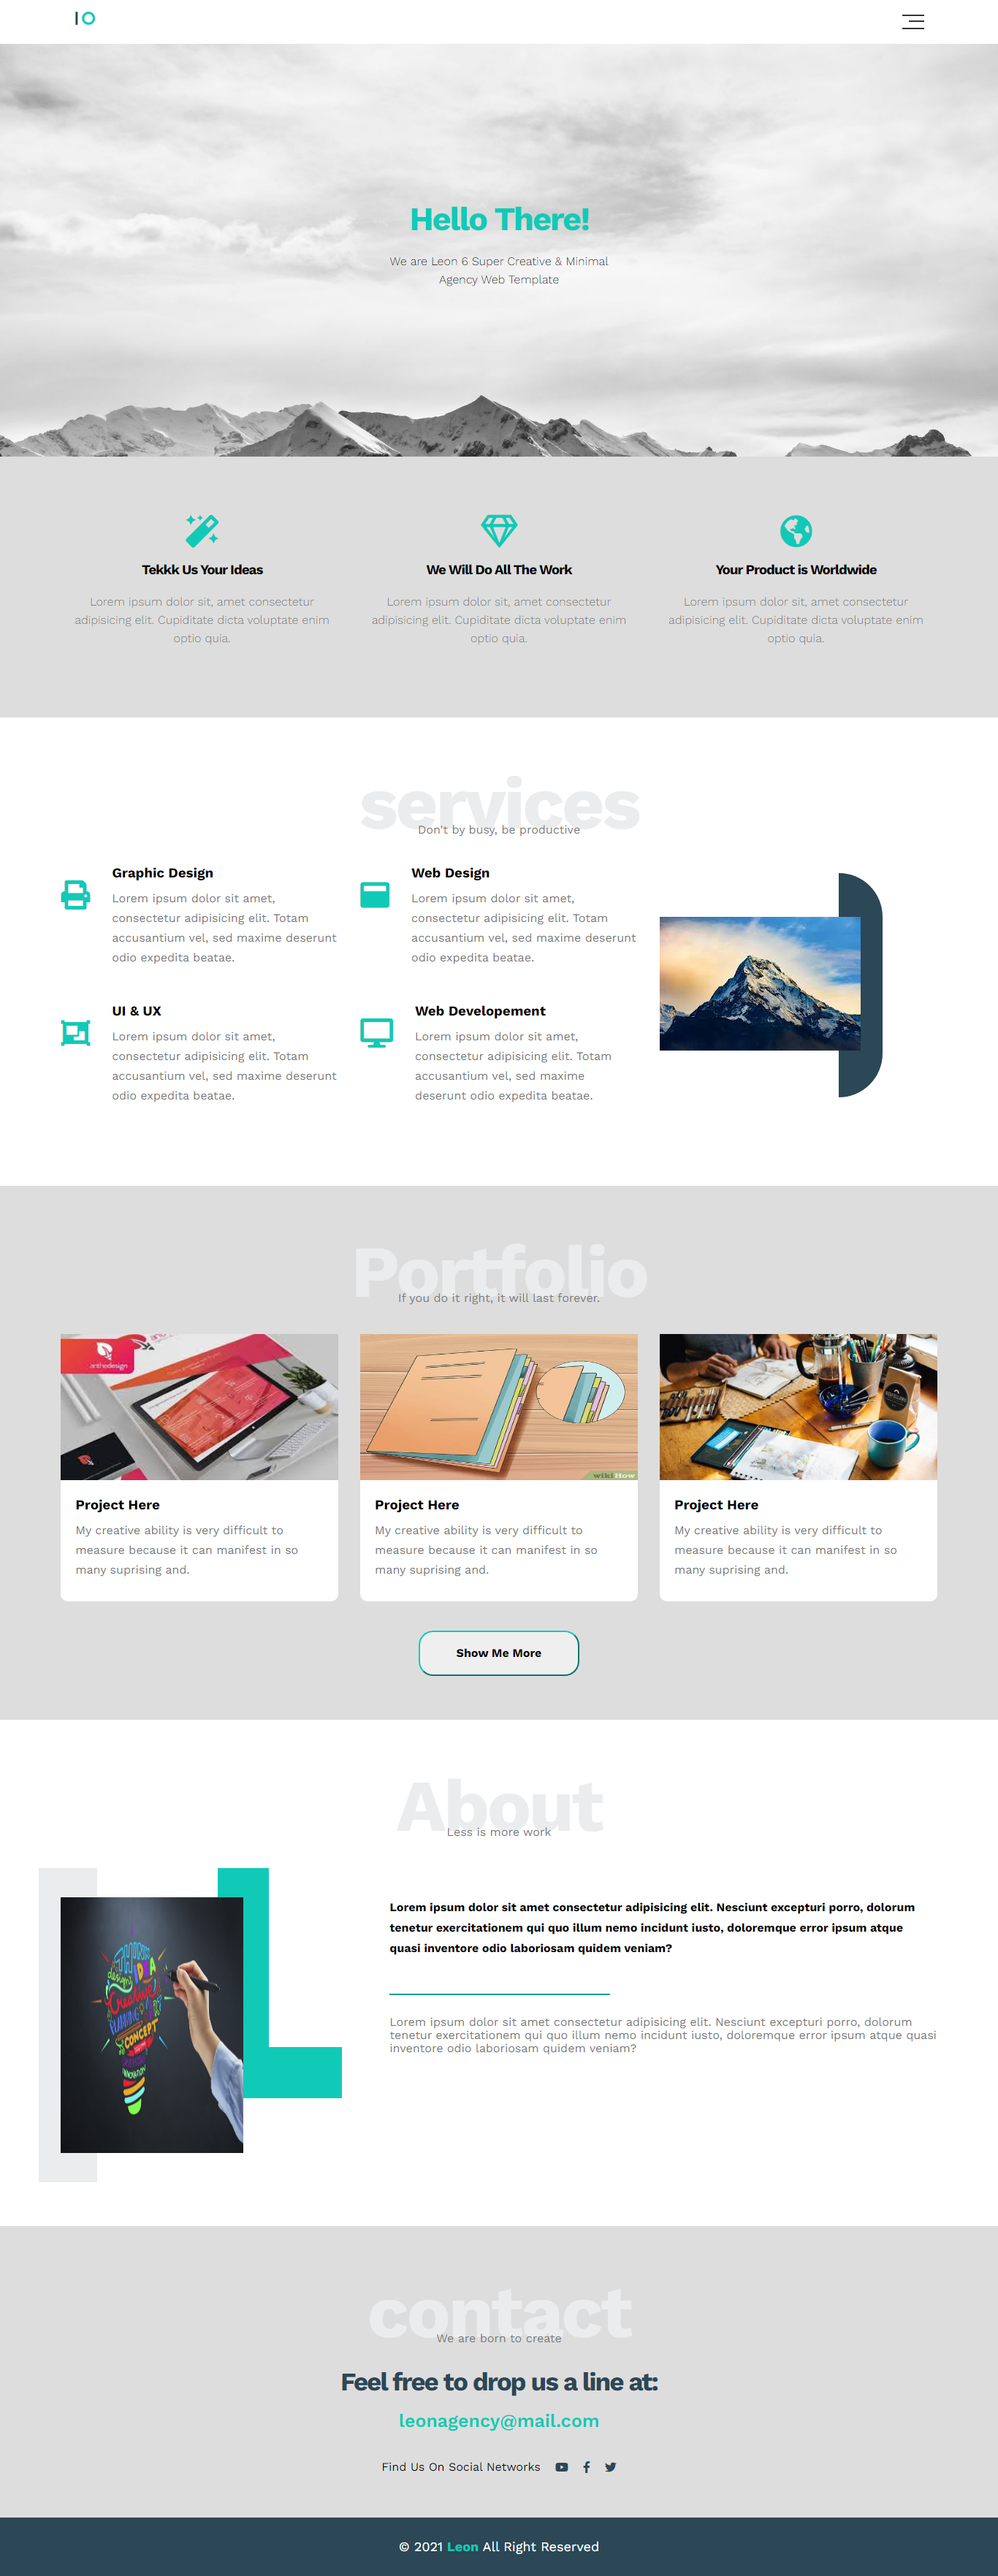 IO
Hello There!
We are Leon 6 Super Creative & Minimal
Agency Web Template
Tekkk Us Your Ideas
Lorem ipsum dolor sit, amet consectetur
adipisicing elit. Cupiditate dicta voluptate enim
optio quia.
We Will Do All The Work
Lorem ipsum dolor sit, amet consectetur
adipisicing elit. Cupiditate dicta voluptate enim
optio quia.
Your Product is Worldwide
Lorem ipsum dolor sit, amet consectetur
adipisicing elit. Cupiditate dicta voluptate enim
optio quia.
services
Don't by busy, be productive
Graphic Design
Lorem ipsum dolor sit amet,
consectetur adipisicing elit. Totam
accusantium vel, sed maxime deserunt
odio expedita beatae.
Web Design
Lorem ipsum dolor sit amet,
consectetur adipisicing elit. Totam
accusantium vel, sed maxime deserunt
odio expedita beatae.
UI & UX
Lorem ipsum dolor sit amet,
consectetur adipisicing elit. Totam
accusantium vel, sed maxime deserunt
odio expedita beatae.
Web Developement
Lorem ipsum dolor sit amet,
consectetur adipisicing elit. Totam
accusantium vel, sed maxime
deserunt odio expedita beatae.
Portfolio
If you do it right, it will last forever.
anthedesign
wikiHow
Project Here
My creative ability is very difficult to
measure because it can manifest in so
many suprising and.
Project Here
My creative ability is very difficult to
measure because it can manifest in so
many suprising and.
Project Here
My creative ability is very difficult to
measure because it can manifest in so
many suprising and.
Show Me More
About
Less is more work
IDEA
Creative
PLANNING
CONCEPT
INNOVATION
Lorem ipsum dolor sit amet consectetur adipisicing elit. Nesciunt excepturi porro, dolorum
tenetur exercitationem qui quo illum nemo incidunt iusto, doloremque error ipsum atque
quasi inventore odio laboriosam quidem veniam?
Lorem ipsum dolor sit amet consectetur adipisicing elit. Nesciunt excepturi porro, dolorum
tenetur exercitationem qui quo illum nemo incidunt iusto, doloremque error ipsum atque quasi
inventore odio laboriosam quidem veniam?
contact
We are born to create
Feel free to drop us a line at:
leonagency@mail.com
Find Us On Social Networks
© 2021 Leon All Right Reserved